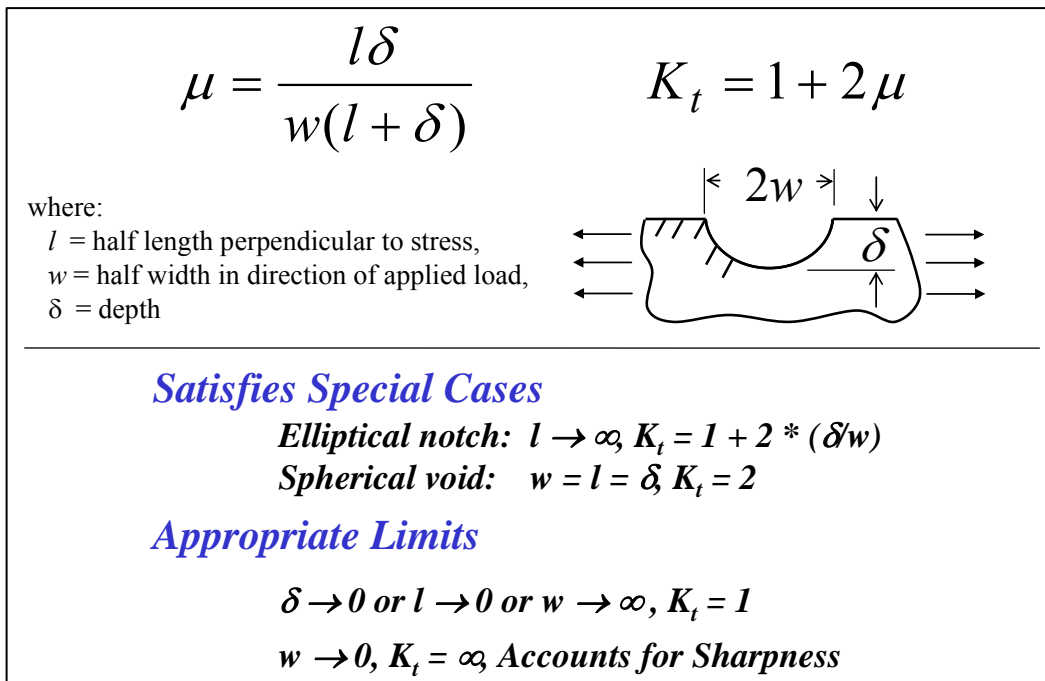 μ = lδ / w(l + δ)
K_t = 1 + 2μ
2w
δ
where:
l = half length perpendicular to stress,
w = half width in direction of applied load,
δ = depth
Satisfies Special Cases
Elliptical notch: l → ∞, K_t = 1 + 2 * (δ/w)
Spherical void: w = l = δ, K_t = 2
Appropriate Limits
δ → 0 or l → 0 or w → ∞, K_t = 1
w → 0, K_t = ∞, Accounts for Sharpness